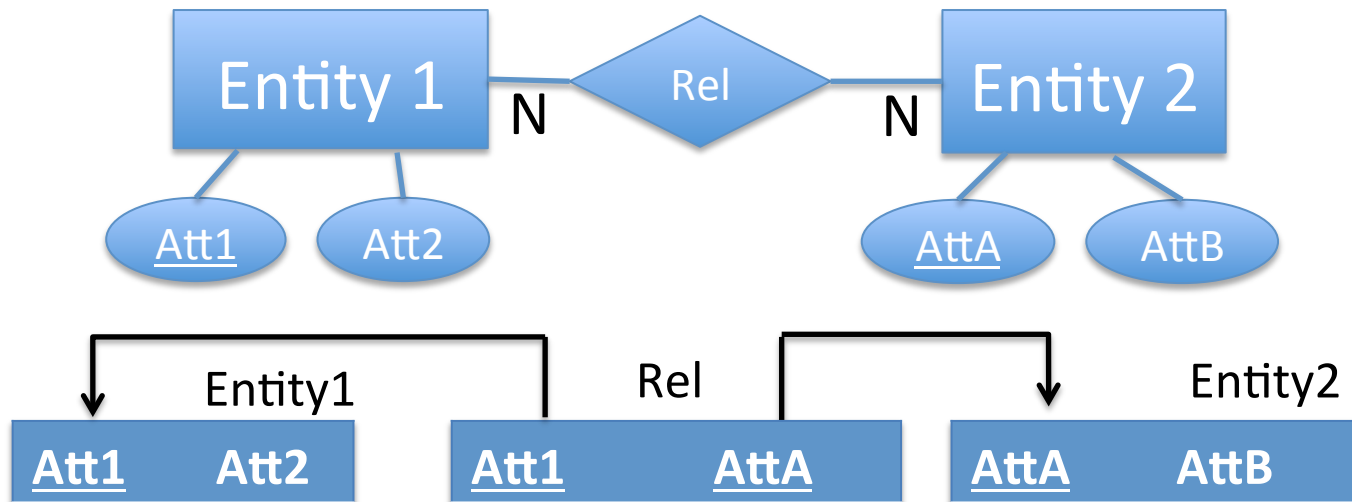 Entity 1 Rel Entity 2
N N
Att1 Att2 AttA AttB
Entity1 Rel Entity2
Att1 Att2 Att1 AttA AttA AttB